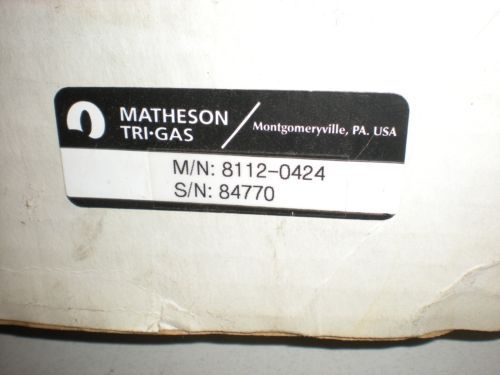 MATHESON
TRI•GAS
Montgomeryville, PA. USA
M/N: 8112-0424
S/N: 84770